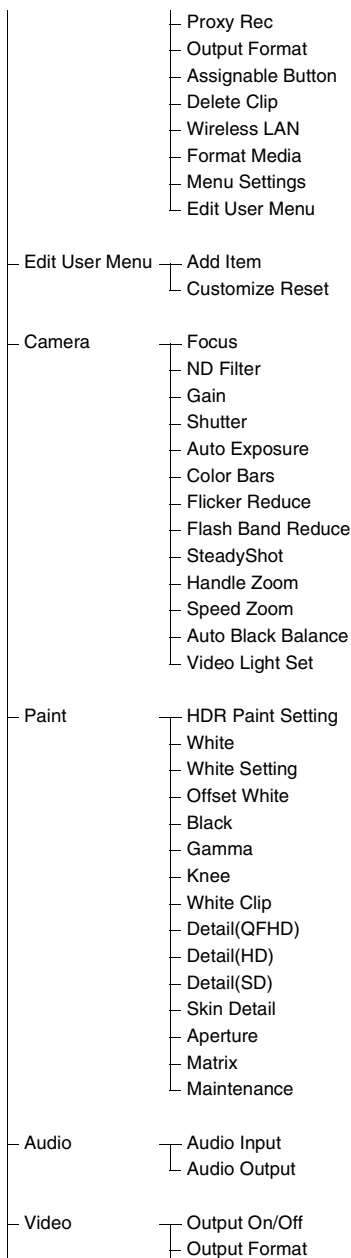 Proxy Rec
Output Format
Assignable Button
Delete Clip
Wireless LAN
Format Media
Menu Settings
Edit User Menu
Edit User Menu Add Item
Customize Reset
Camera Focus
ND Filter
Gain
Shutter
Auto Exposure
Color Bars
Flicker Reduce
Flash Band Reduce
SteadyShot
Handle Zoom
Speed Zoom
Auto Black Balance
Video Light Set
Paint HDR Paint Setting
White
White Setting
Offset White
Black
Gamma
Knee
White Clip
Detail(QFHD)
Detail(HD)
Detail(SD)
Skin Detail
Aperture
Matrix
Maintenance
Audio Audio Input
Audio Output
Video Output On/Off
Output Format